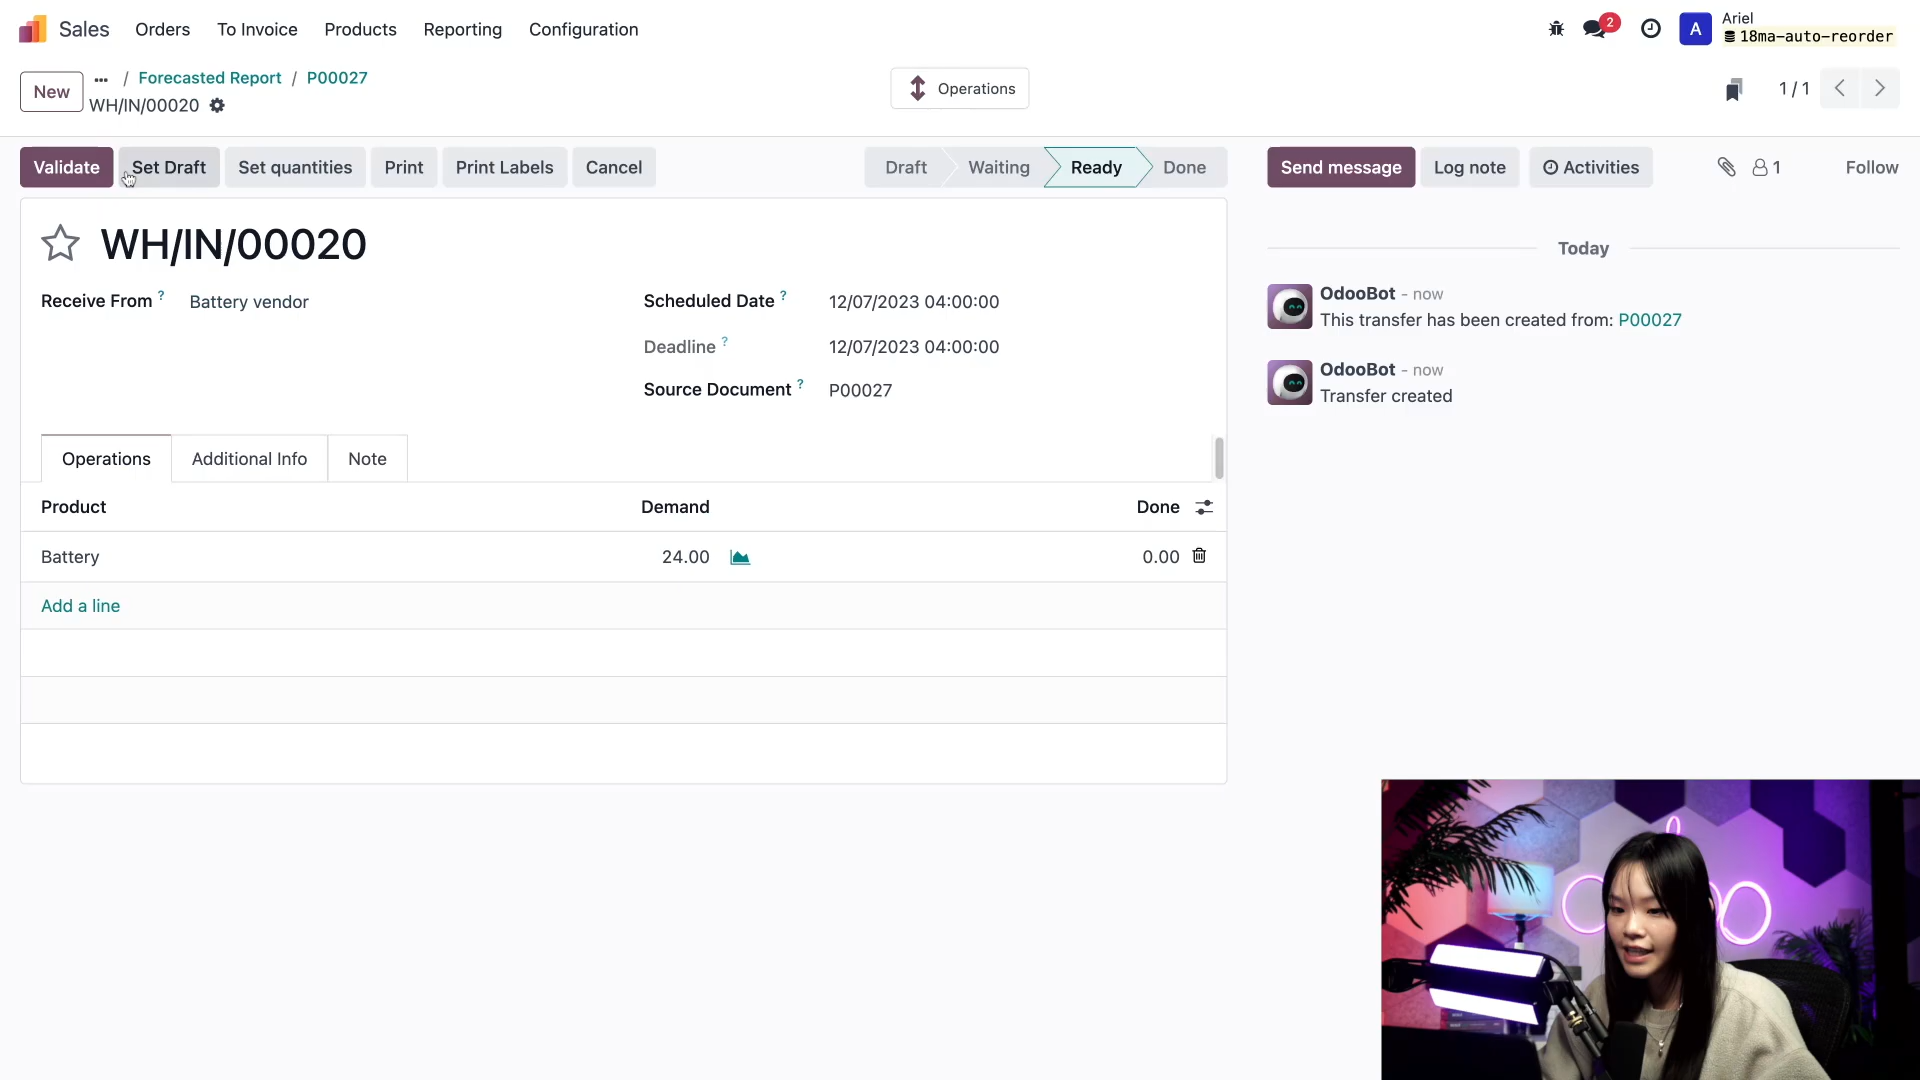 Sales
Orders
To Invoice
Products
Reporting
Configuration
2
A
Ariel
18ma-auto-reorder
New
... / Forecasted Report / P00027
WH/IN/00020
Operations
1 / 1
Validate
Set Draft
Set quantities
Print
Print Labels
Cancel
Draft
Waiting
Ready
Done
Send message
Log note
Activities
1
Follow
WH/IN/00020
Receive From ? Battery vendor
Scheduled Date ? 12/07/2023 04:00:00
Deadline ? 12/07/2023 04:00:00
Source Document ? P00027
Operations
Additional Info
Note
Product Demand Done
Battery 24.00 0.00
Add a line
Today
OdooBot - now
This transfer has been created from: P00027
OdooBot - now
Transfer created